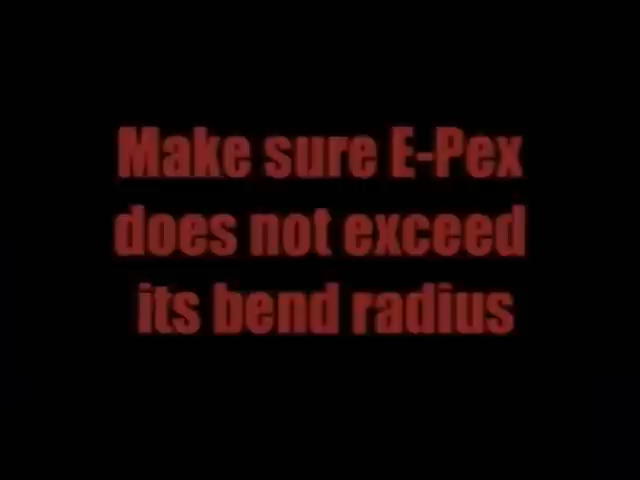 Make sure E-Pex
does not exceed
its bend radius